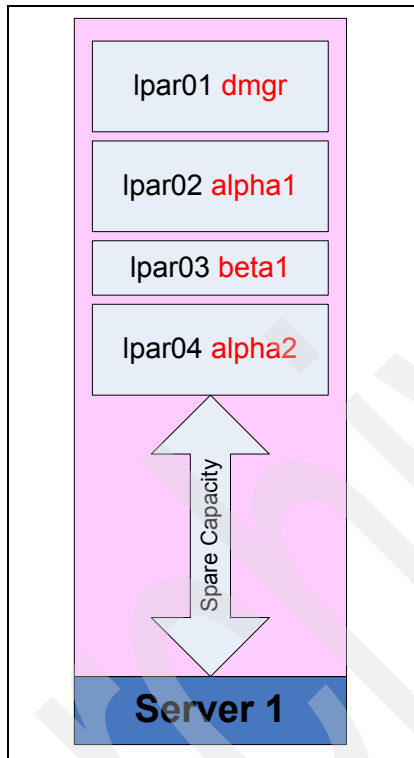 lpar01 dmgr
lpar02 alpha1
lpar03 beta1
lpar04 alpha2
Spare Capacity
Server 1